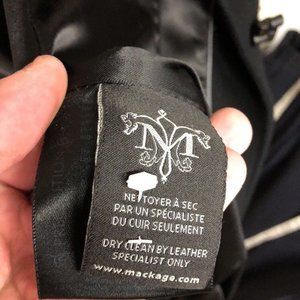 M
NETTOYER À SEC
PAR UN SPÉCIALISTE
DU CUIR SEULEMENT
DRY CLEAN BY LEATHER
SPECIALIST ONLY
www.mackage.com